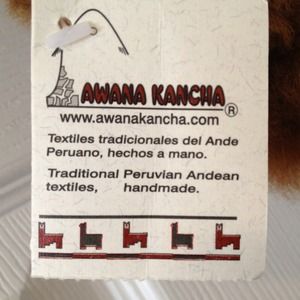 AWANA KANCHA ®
www.awanakancha.com
Textiles tradicionales del Ande
Peruano, hechos a mano.
Traditional Peruvian Andean
textiles, handmade.